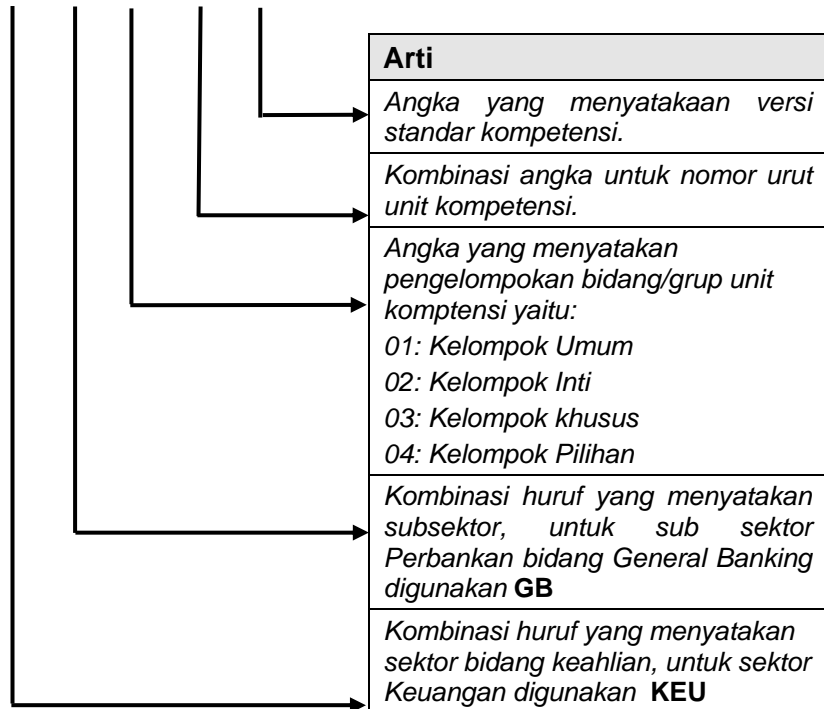 Arti
Angka yang menyatakaan versi
standar kompetensi.
Kombinasi angka untuk nomor urut
unit kompetensi.
Angka yang menyatakan
pengelompokan bidang/grup unit
komptensi yaitu:
01: Kelompok Umum
02: Kelompok Inti
03: Kelompok khusus
04: Kelompok Pilihan
Kombinasi huruf yang menyatakan
subsektor, untuk sub sektor
Perbankan bidang General Banking
digunakan GB
Kombinasi huruf yang menyatakan
sektor bidang keahlian, untuk sektor
Keuangan digunakan KEU